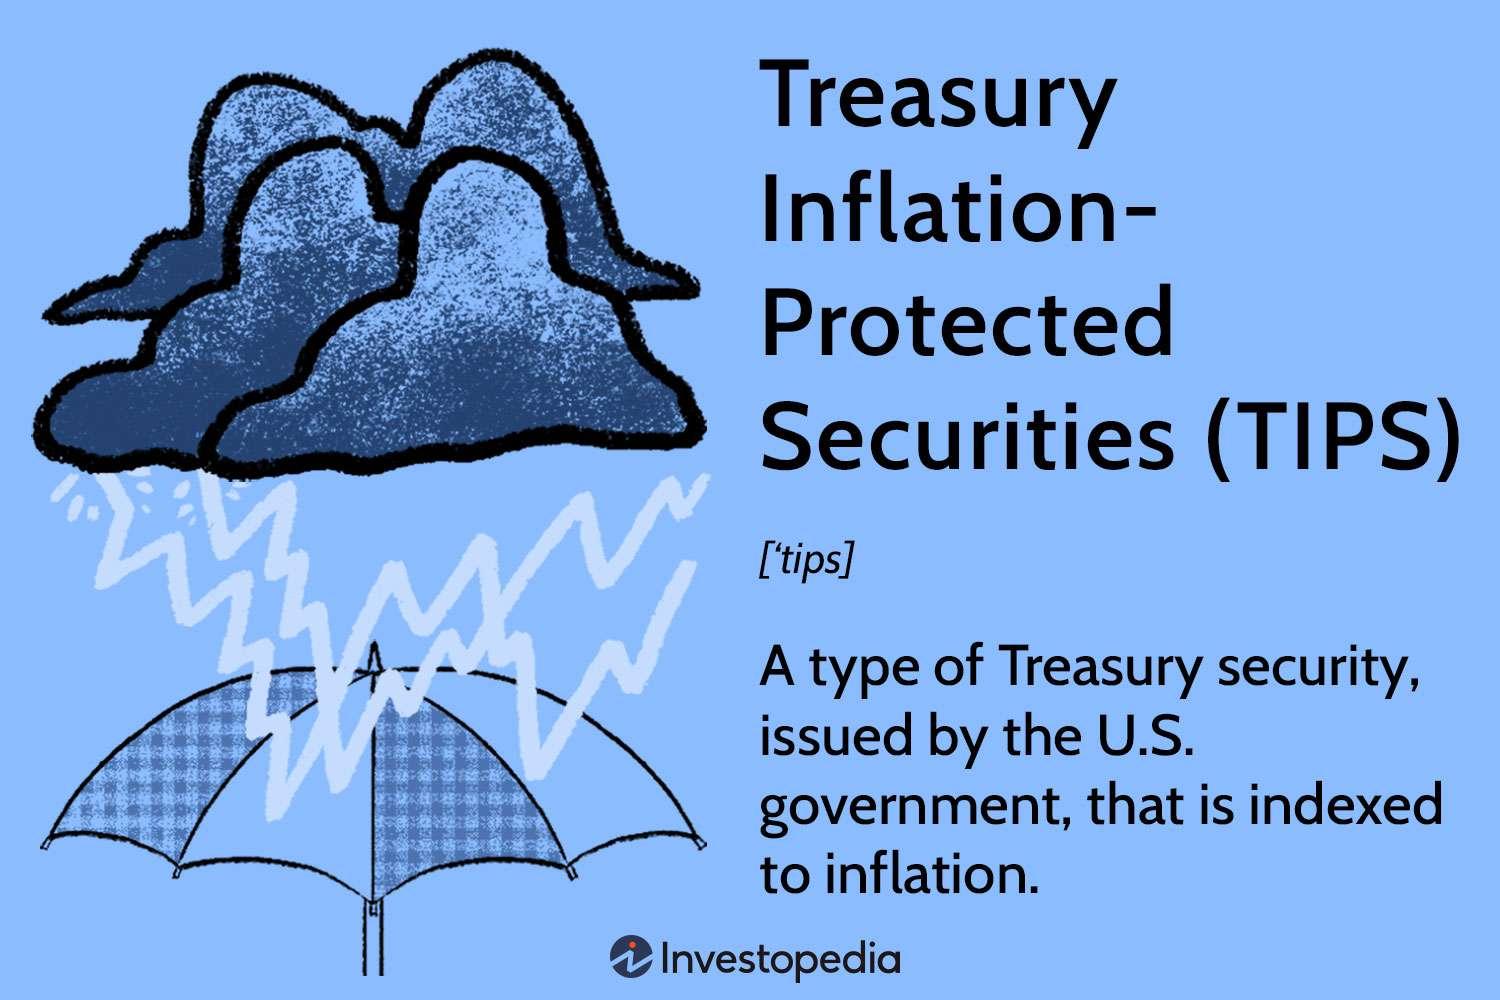 Treasury
Inflation-
Protected
Securities (TIPS)
[‘tips]
A type of Treasury security,
issued by the U.S.
government, that is indexed
to inflation.
Investopedia